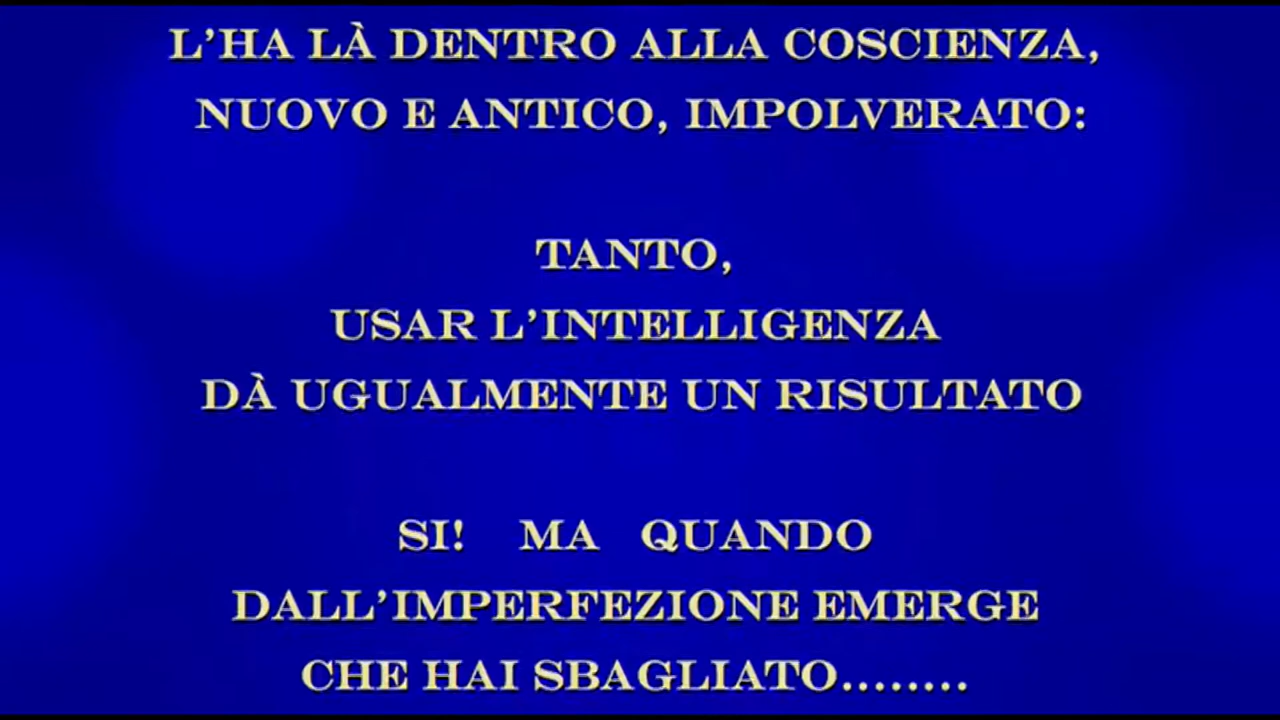 L'HA LÀ DENTRO ALLA COSCIENZA,
NUOVO E ANTICO, IMPOLVERATO:
TANTO,
USAR L'INTELLIGENZA
DÀ UGUALMENTE UN RISULTATO
SI! MA QUANDO
DALL'IMPERFEZIONE EMERGE
CHE HAI SBAGLIATO........